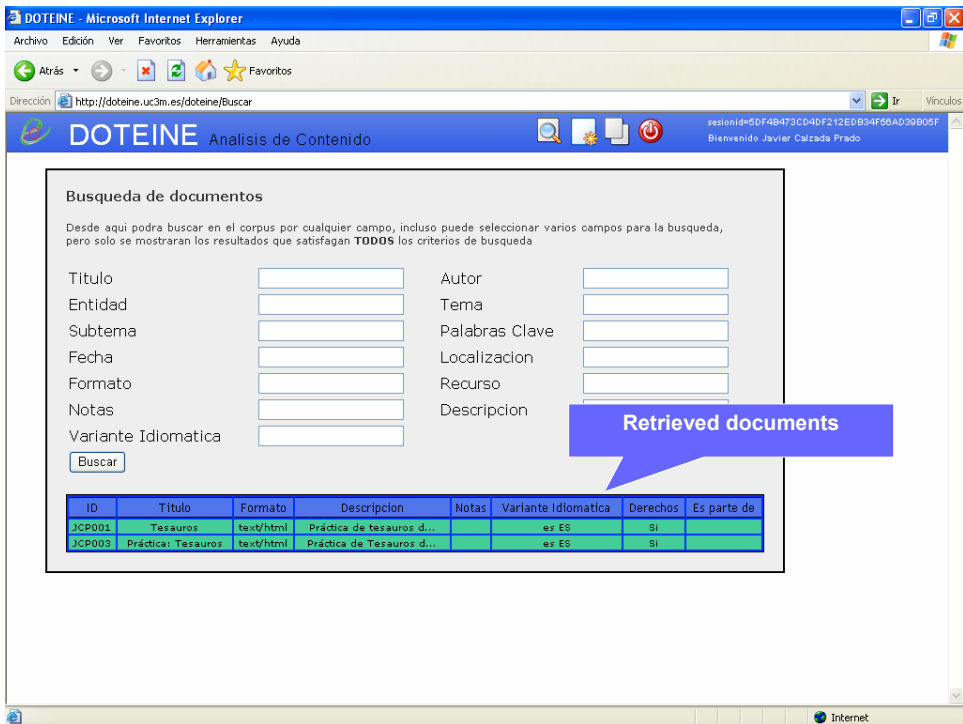 DOTEINE - Microsoft Internet Explorer
Archivo Edición Ver Favoritos Herramientas Ayuda
Atrás Favoritos
Dirección http://doteine.uc3m.es/doteine/Buscar Ir Vínculos
DOTEINE Analisis de Contenido
sesionid=5DF4B473CD4DF212EDB34F56AD39B05F
Bienvenido Javier Calzada Prado
Busqueda de documentos
Desde aqui podra buscar en el corpus por cualquier campo, incluso puede seleccionar varios campos para la busqueda,
pero solo se mostraran los resultados que satisfagan TODOS los criterios de busqueda
Titulo Autor
Entidad Tema
Subtema Palabras Clave
Fecha Localizacion
Formato Recurso
Notas Descripcion
Retrieved documents
Variante Idiomatica
Buscar
ID Titulo Formato Descripcion Notas Variante Idiomatica Derechos Es parte de
JCP001 Tesauros text/html Práctica de tesauros d... es ES Si
JCP003 Práctica: Tesauros text/html Práctica de Tesauros d... es ES Si
Internet